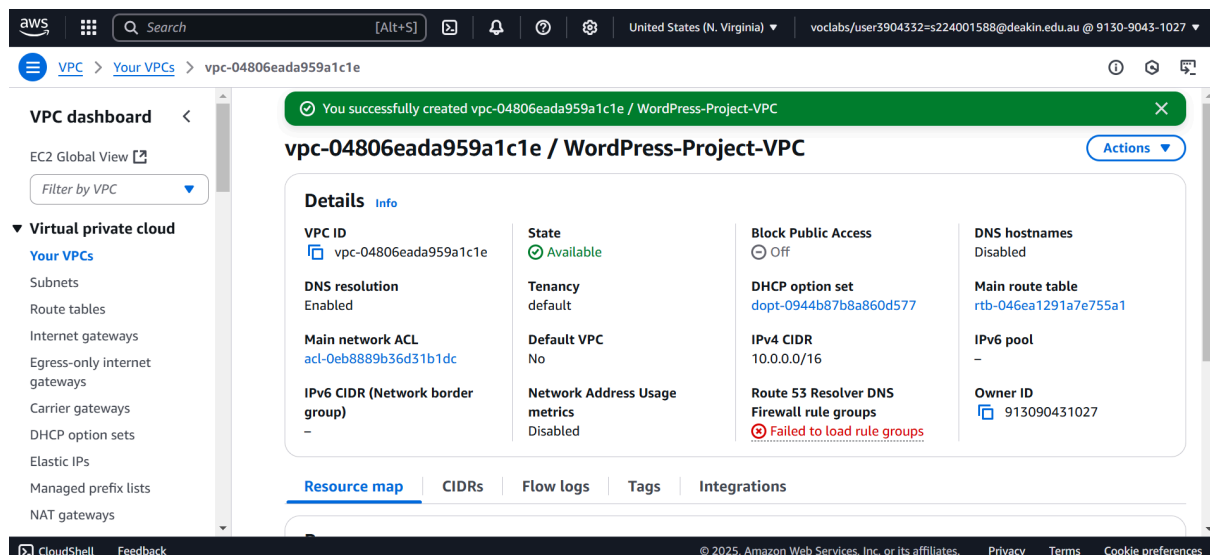 aws
Search [Alt+S] United States (N. Virginia) ▼ voclabs/user3904332=s224001588@deakin.edu.au @ 9130-9043-1027 ▼
VPC > Your VPCs > vpc-04806eada959a1c1e
VPC dashboard
EC2 Global View
Filter by VPC
Virtual private cloud
Your VPCs
Subnets
Route tables
Internet gateways
Egress-only internet
gateways
Carrier gateways
DHCP option sets
Elastic IPs
Managed prefix lists
NAT gateways
You successfully created vpc-04806eada959a1c1e / WordPress-Project-VPC
vpc-04806eada959a1c1e / WordPress-Project-VPC
Actions ▼
Details Info
VPC ID
vpc-04806eada959a1c1e
State
Available
Block Public Access
Off
DNS hostnames
Disabled
DNS resolution
Enabled
Tenancy
default
DHCP option set
dopt-0944b87b8a860d577
Main route table
rtb-046ea1291a7e755a1
Main network ACL
acl-0eb8889b36d31b1dc
Default VPC
No
IPv4 CIDR
10.0.0.0/16
IPv6 pool
–
IPv6 CIDR (Network border
group)
–
Network Address Usage
metrics
Disabled
Route 53 Resolver DNS
Firewall rule groups
Failed to load rule groups
Owner ID
913090431027
Resource map CIDRs Flow logs Tags Integrations
CloudShell Feedback © 2025, Amazon Web Services, Inc. or its affiliates. Privacy Terms Cookie preferences